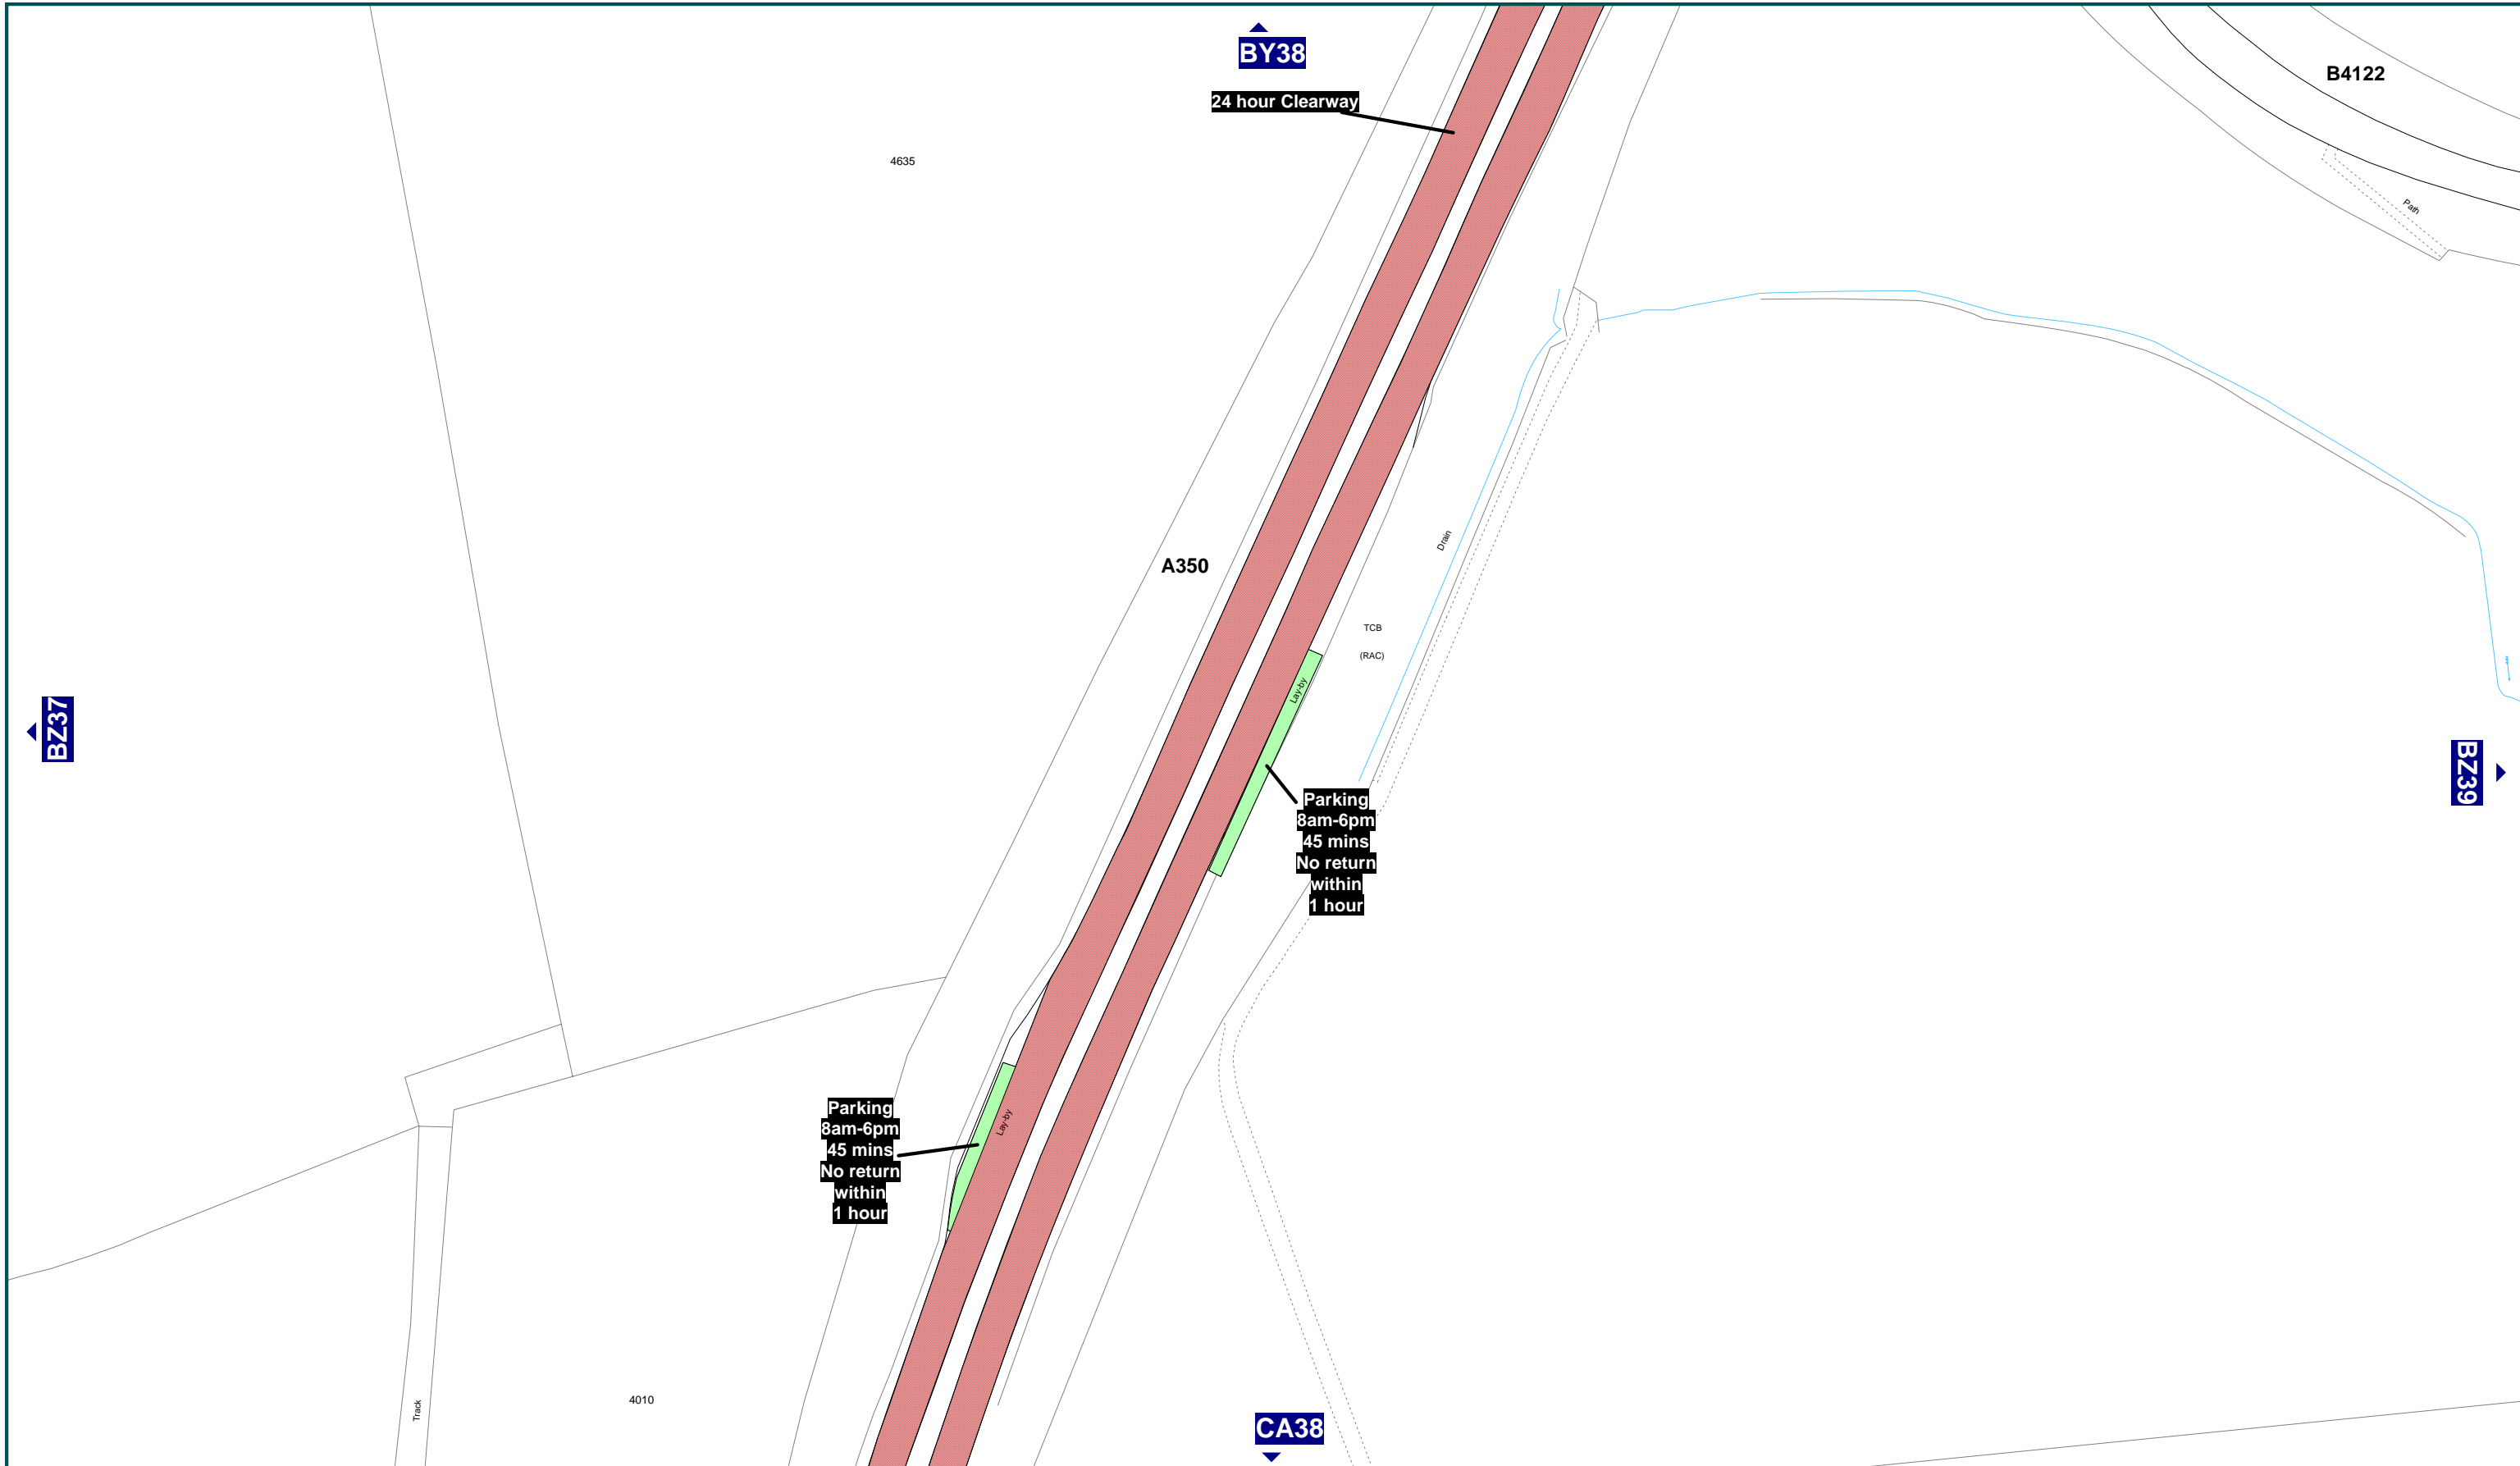 BY38
B4122
24 hour Clearway
4635
Path
A350
Drain
TCB
(RAC)
Lay-by
BZ37
BZ39
Parking
8am-6pm
45 mins
No return
within
1 hour
Lay-by
Parking
8am-6pm
45 mins
No return
within
1 hour
Track
4010
CA38